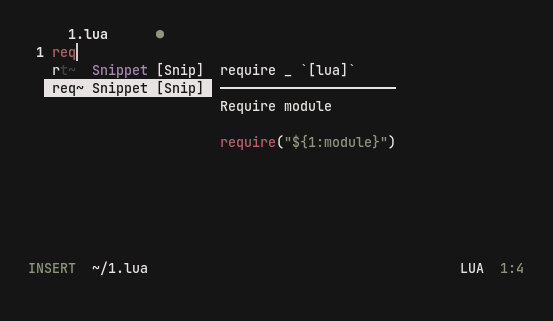 1.lua
1 req
rt~ Snippet [Snip] require _ `[lua]`
req~ Snippet [Snip]
Require module
require("${1:module}")
INSERT ~/1.lua LUA 1:4